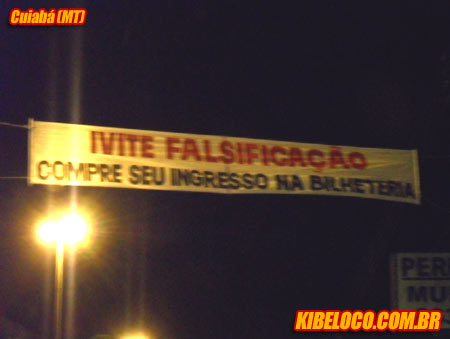 Cuiabá (MT)
IVITE FALSIFICAÇÃO
COMPRE SEU INGRESSO NA BILHETERIA
KIBELOCO.COM.BR